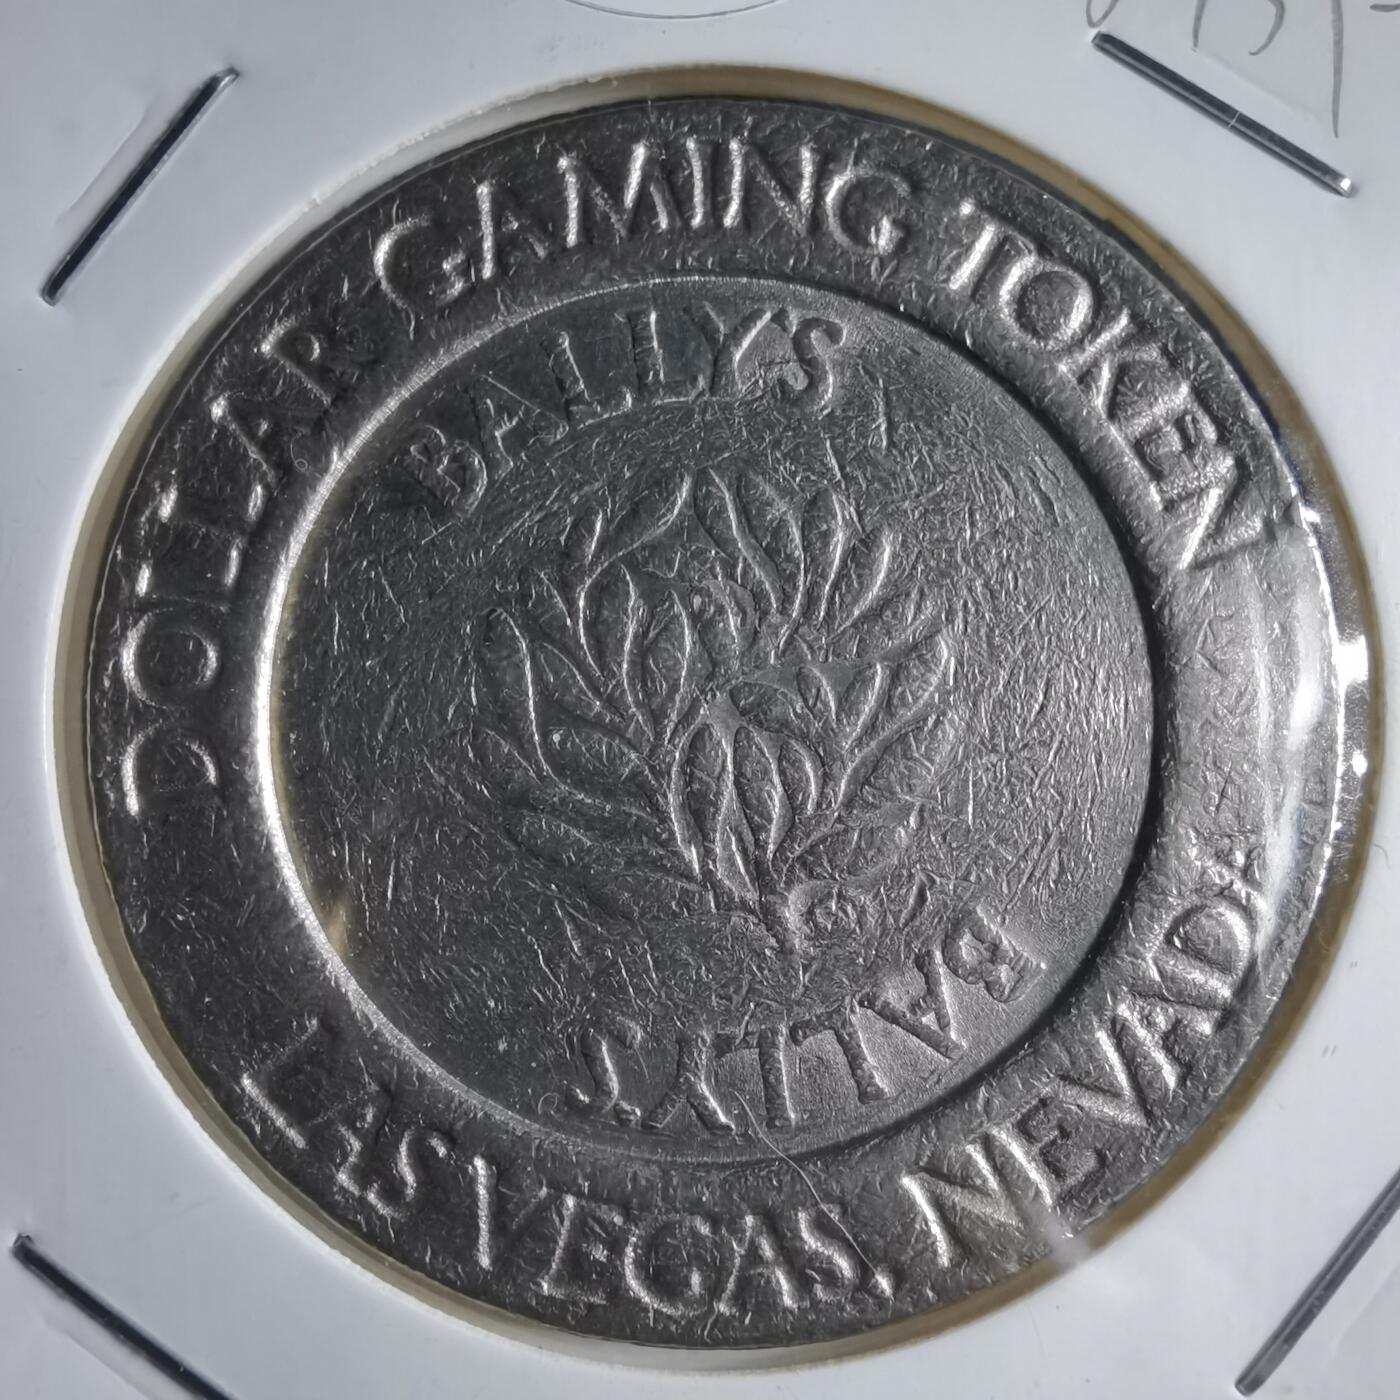 DOLLAR GAMING TOKEN
BALLY'S
BALLY'S
LAS VEGAS, NEVADA